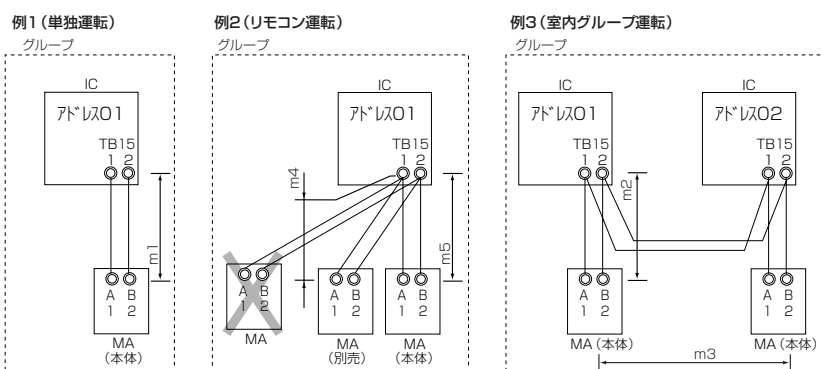 例1（単独運転）
グループ
IC
アドレス01
TB15
1 2
m1
A B
1 2
MA
（本体）
例2（リモコン運転）
グループ
IC
アドレス01
TB15
1 2
m4
m5
A B
1 2
MA
A B
1 2
MA
（別売）
A B
1 2
MA
（本体）
例3（室内グループ運転）
グループ
IC
アドレス01
TB15
1 2
IC
アドレス02
TB15
1 2
m2
A B
1 2
MA（本体）
A B
1 2
MA（本体）
m3